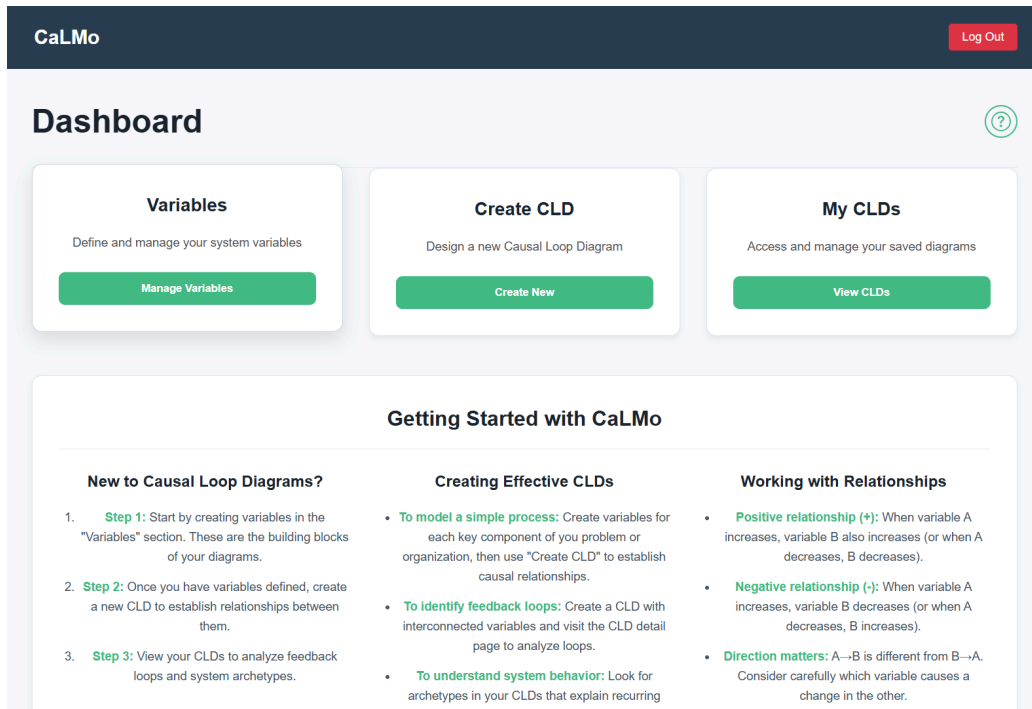 CaLMo
Log Out
Dashboard
?
Variables
Define and manage your system variables
Manage Variables
Create CLD
Design a new Causal Loop Diagram
Create New
My CLDs
Access and manage your saved diagrams
View CLDs
Getting Started with CaLMo
New to Causal Loop Diagrams?
1. Step 1: Start by creating variables in the
"Variables" section. These are the building blocks
of your diagrams.
2. Step 2: Once you have variables defined, create
a new CLD to establish relationships between
them.
3. Step 3: View your CLDs to analyze feedback
loops and system archetypes.
Creating Effective CLDs
• To model a simple process: Create variables for
each key component of you problem or
organization, then use "Create CLD" to establish
causal relationships.
• To identify feedback loops: Create a CLD with
interconnected variables and visit the CLD detail
page to analyze loops.
• To understand system behavior: Look for
archetypes in your CLDs that explain recurring
Working with Relationships
• Positive relationship (+): When variable A
increases, variable B also increases (or when A
decreases, B decreases).
• Negative relationship (-): When variable A
increases, variable B decreases (or when A
decreases, B increases).
• Direction matters: A→B is different from B→A.
Consider carefully which variable causes a
change in the other.